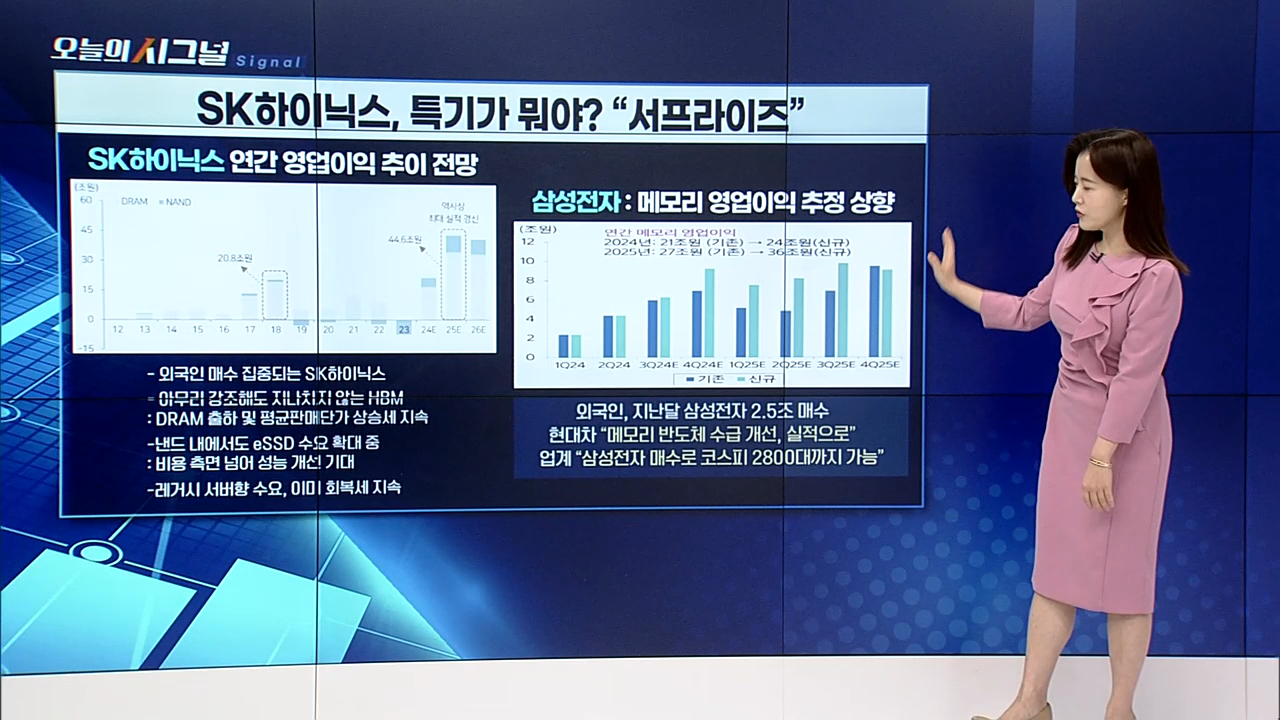 오늘의 시그널 Signal
SK하이닉스, 특기가 뭐야? “서프라이즈”
SK하이닉스 연간 영업이익 추이 전망
(조원)
DRAM NAND
역사상
최대 실적 경신
44.6조원
20.8조원
60
45
30
15
0
-15
12 13 14 15 16 17 18 19 20 21 22 23 24E 25E 26E
- 외국인 매수 집중되는 SK하이닉스
- 아무리 강조해도 지나치지 않는 HBM
: DRAM 출하 및 평균판매단가 상승세 지속
-낸드 내에서도 eSSD 수요 확대 중
: 비용 측면 넘어 성능 개선 기대
-레거시 서버향 수요, 이미 회복세 지속
삼성전자 : 메모리 영업이익 추정 상향
(조원)
연간 메모리 영업이익
2024년: 21조원 (기존) → 24조원(신규)
2025년: 27조원 (기존) → 36조원(신규)
12
10
8
6
4
2
0
1Q24 2Q24 3Q24E 4Q24E 1Q25E 2Q25E 3Q25E 4Q25E
기존 신규
외국인, 지난달 삼성전자 2.5조 매수
현대차 “메모리 반도체 수급 개선, 실적으로”
업계 “삼성전자 매수로 코스피 2800대까지 가능”